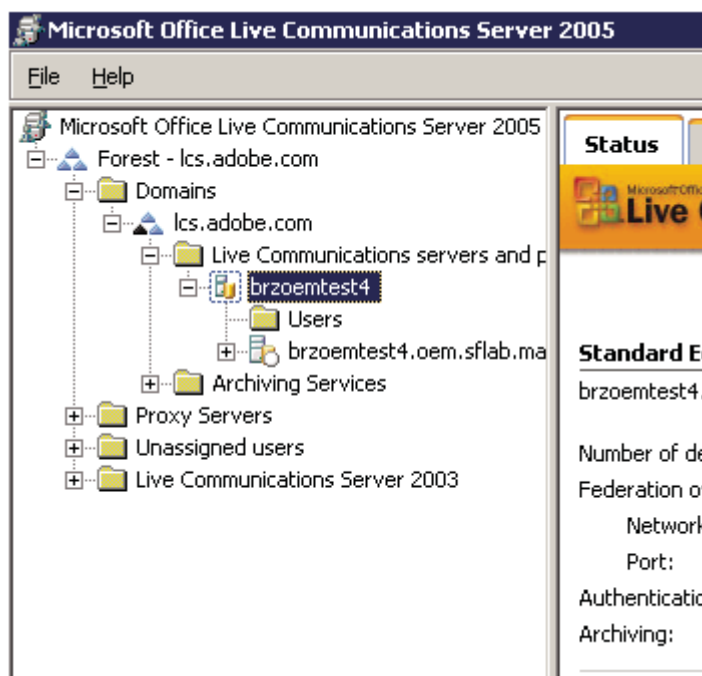 Microsoft Office Live Communications Server 2005
File Help
Microsoft Office Live Communications Server 2005
Forest - lcs.adobe.com
Domains
lcs.adobe.com
Live Communications servers and p
brzoemtest4
Users
brzoemtest4.oem.sflab.ma
Archiving Services
Proxy Servers
Unassigned users
Live Communications Server 2003
Status
Microsoft Offic
Live
Standard E
brzoemtest4.
Number of de
Federation o
Network
Port:
Authenticatio
Archiving: